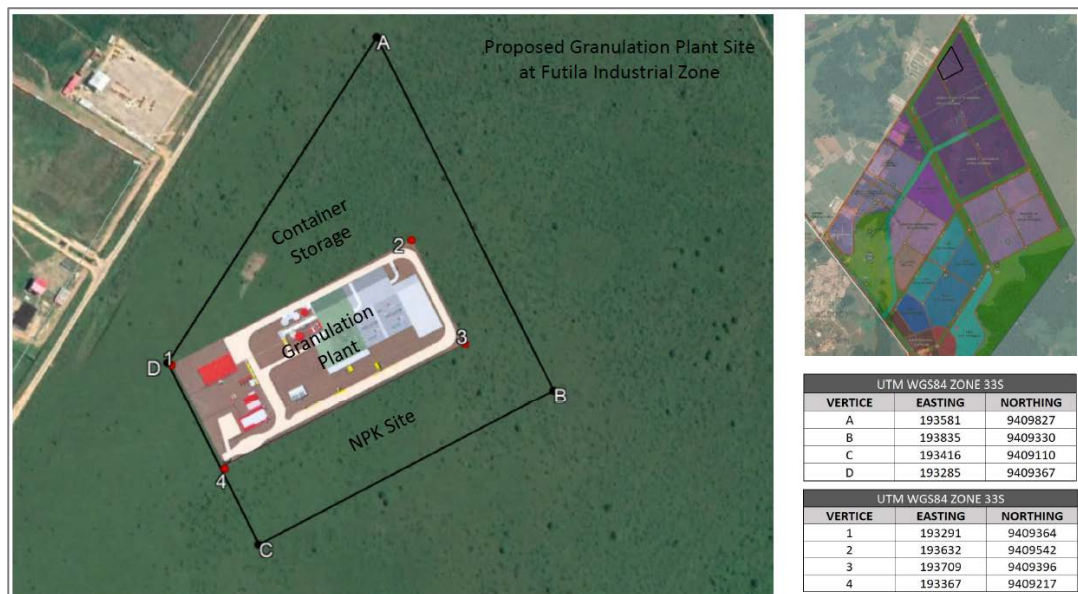 Proposed Granulation Plant Site
at Futila Industrial Zone
A
Container
Storage
2
Granulation
Plant
3
D
1
B
NPK Site
4
C
UTM WGS84 ZONE 33S
VERTICE EASTING NORTHING
A 193581 9409827
B 193835 9409330
C 193416 9409110
D 193285 9409367
UTM WGS84 ZONE 33S
VERTICE EASTING NORTHING
1 193291 9409364
2 193632 9409542
3 193709 9409396
4 193367 9409217